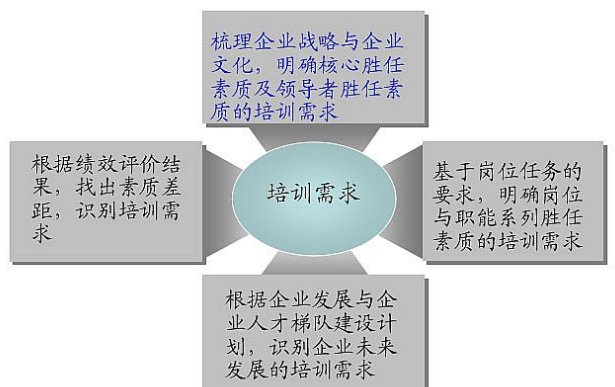 梳理企业战略与企业
文化，明确核心胜任
素质及领导者胜任素
质的培训需求
根据绩效评价结
果，找出素质差
距，识别培训需
求
培训需求
基于岗位任务的
要求，明确岗位
与职能系列胜任
素质的培训需求
根据企业发展与企
业人才梯队建设计
划，识别企业未来
发展的培训需求